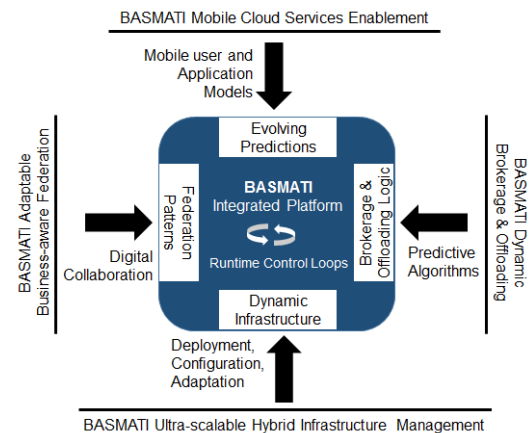 BASMATI Mobile Cloud Services Enablement
Mobile user and
Application
Models
Evolving
Predictions
BASMATI Adaptable
Business-aware Federation
Digital
Collaboration
Federation
Patterns
BASMATI
Integrated Platform
Runtime Control Loops
Brokerage &
Offloading Logic
Predictive
Algorithms
BASMATI Dynamic
Brokerage & Offloading
Dynamic
Infrastructure
Deployment,
Configuration,
Adaptation
BASMATI Ultra-scalable Hybrid Infrastructure Management